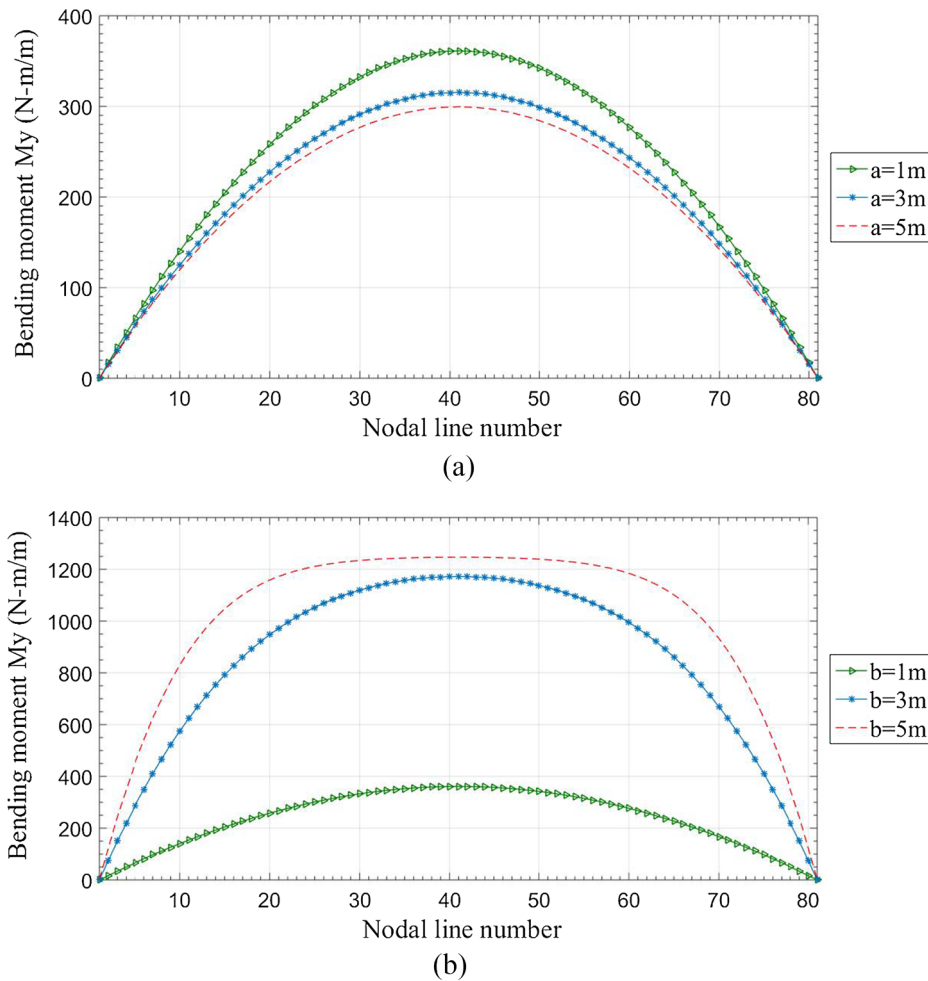 400
300
200
100
0
Bending moment My (N-m/m)
10 20 30 40 50 60 70 80
Nodal line number
a=1m
a=3m
a=5m
(a)
1400
1200
1000
800
600
400
200
0
Bending moment My (N-m/m)
10 20 30 40 50 60 70 80
Nodal line number
b=1m
b=3m
b=5m
(b)